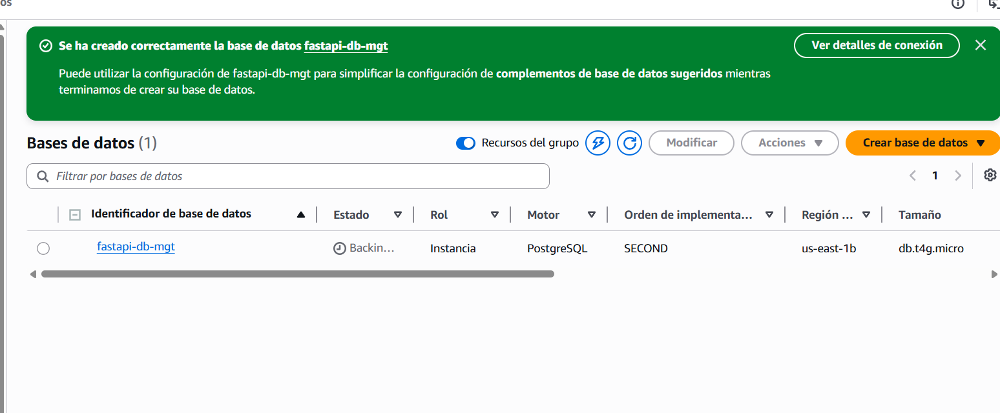 Se ha creado correctamente la base de datos fastapi-db-mgt
Ver detalles de conexión
Puede utilizar la configuración de fastapi-db-mgt para simplificar la configuración de complementos de base de datos sugeridos mientras
terminamos de crear su base de datos.
Bases de datos (1)
Recursos del grupo
Modificar
Acciones
Crear base de datos
Filtrar por bases de datos
1
Identificador de base de datos
Estado
Rol
Motor
Orden de implementa...
Región ...
Tamaño
fastapi-db-mgt
Backin...
Instancia
PostgreSQL
SECOND
us-east-1b
db.t4g.micro